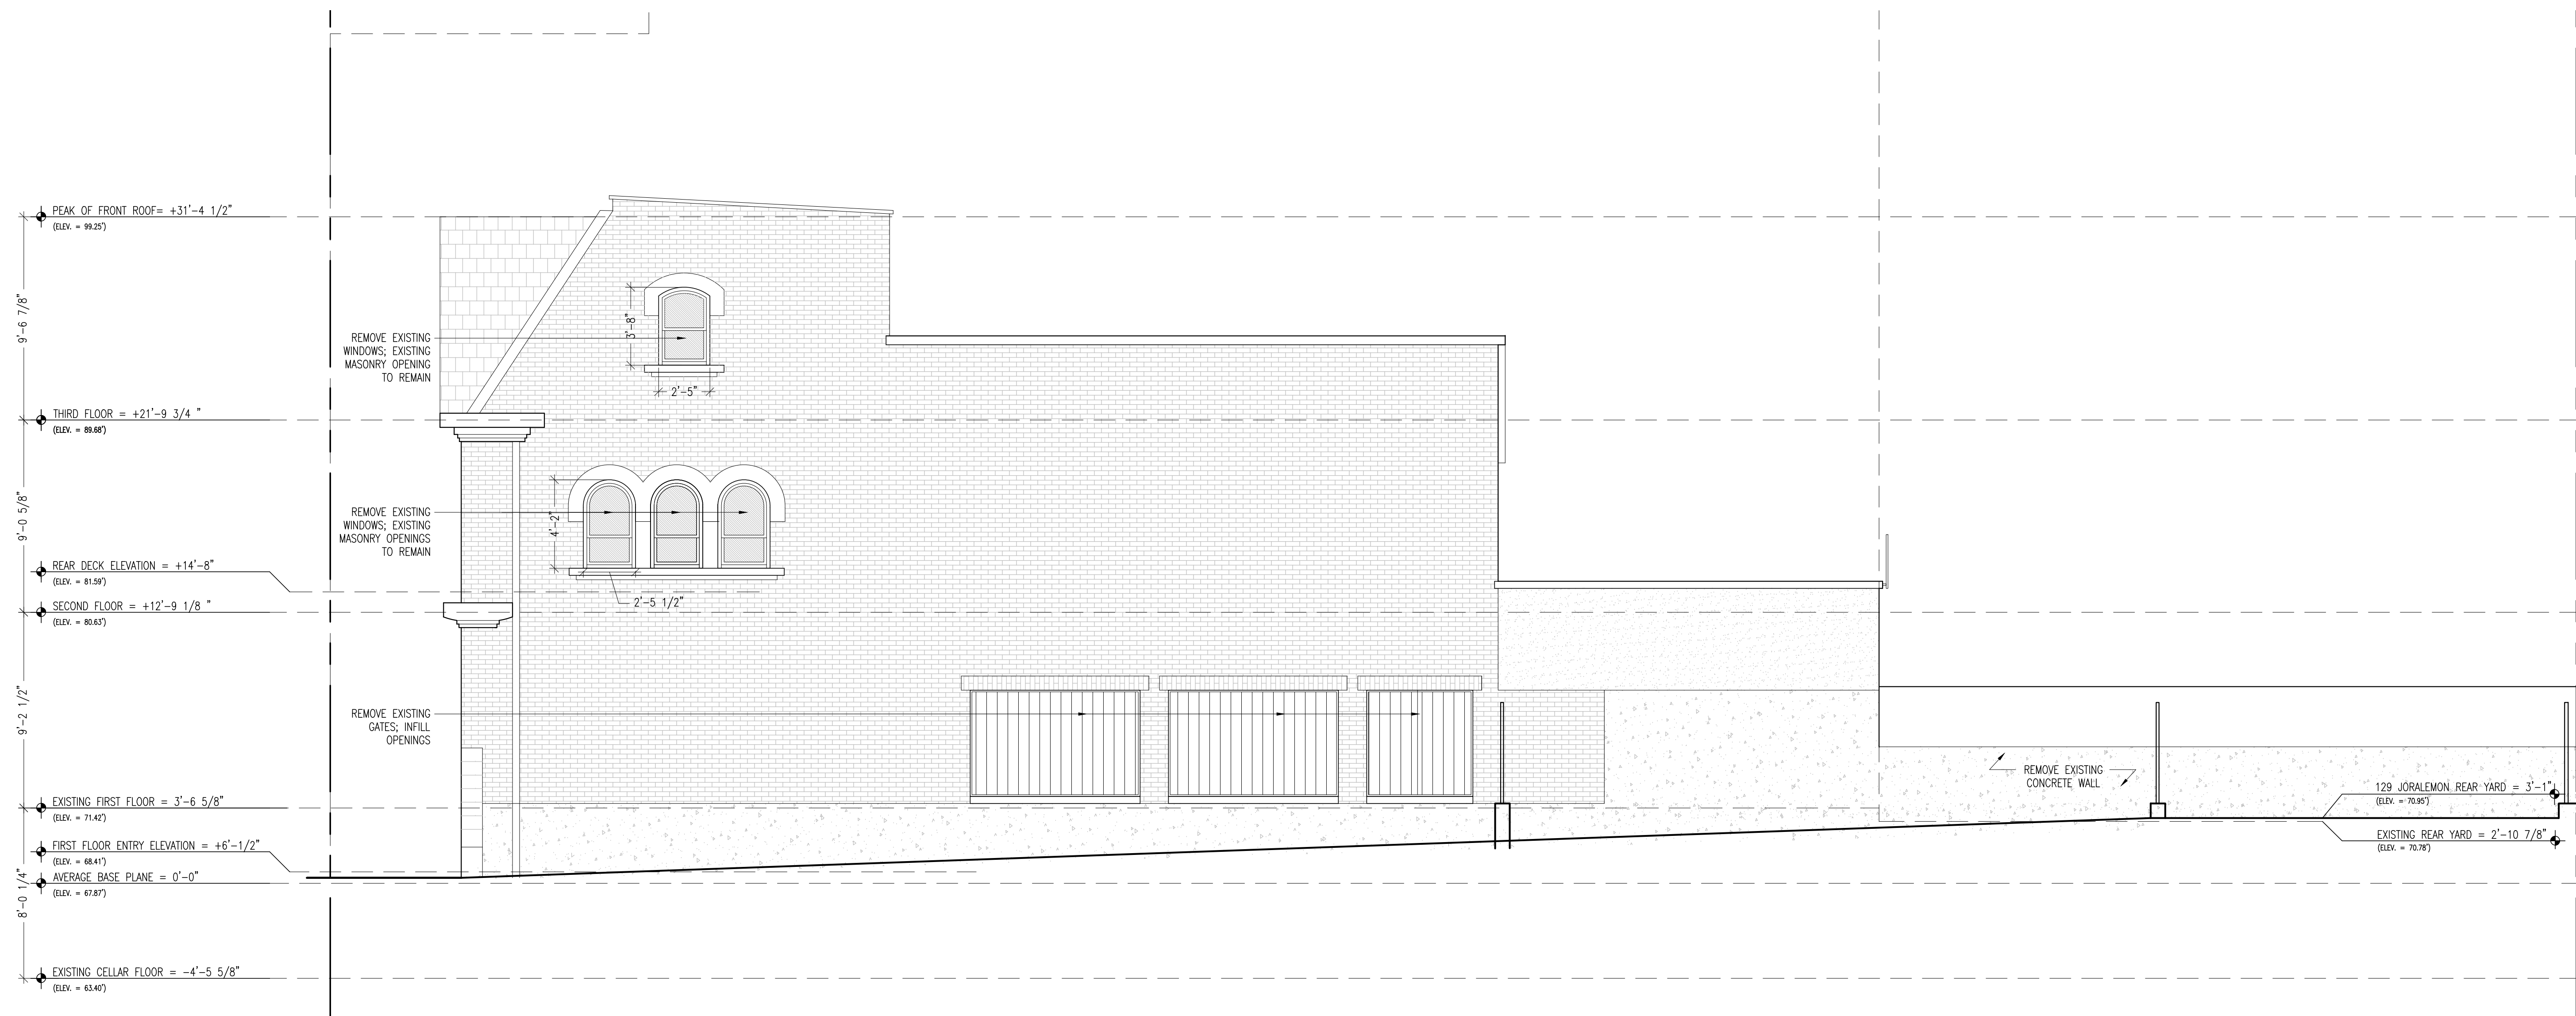 PEAK OF FRONT ROOF= +31'-4 1/2"
(ELEV. = 99.25')
9'-6 7/8"
REMOVE EXISTING
WINDOWS; EXISTING
MASONRY OPENING
TO REMAIN
3'-8"
2'-5"
THIRD FLOOR = +21'-9 3/4 "
(ELEV. = 89.68')
9'-0 5/8"
REMOVE EXISTING
WINDOWS; EXISTING
MASONRY OPENINGS
TO REMAIN
4'-2"
2'-5 1/2"
REAR DECK ELEVATION = +14'-8"
(ELEV. = 81.59')
SECOND FLOOR = +12'-9 1/8 "
(ELEV. = 80.63')
9'-2 1/2"
REMOVE EXISTING
GATES; INFILL
OPENINGS
REMOVE EXISTING
CONCRETE WALL
129 JORALEMON REAR YARD = 3'-1"
(ELEV. = 70.95')
EXISTING REAR YARD = 2'-10 7/8"
(ELEV. = 70.78')
EXISTING FIRST FLOOR = 3'-6 5/8"
(ELEV. = 71.42')
FIRST FLOOR ENTRY ELEVATION = +6'-1/2"
(ELEV. = 68.41')
AVERAGE BASE PLANE = 0'-0"
(ELEV. = 67.87')
8'-0 1/4"
EXISTING CELLAR FLOOR = -4'-5 5/8"
(ELEV. = 63.40')